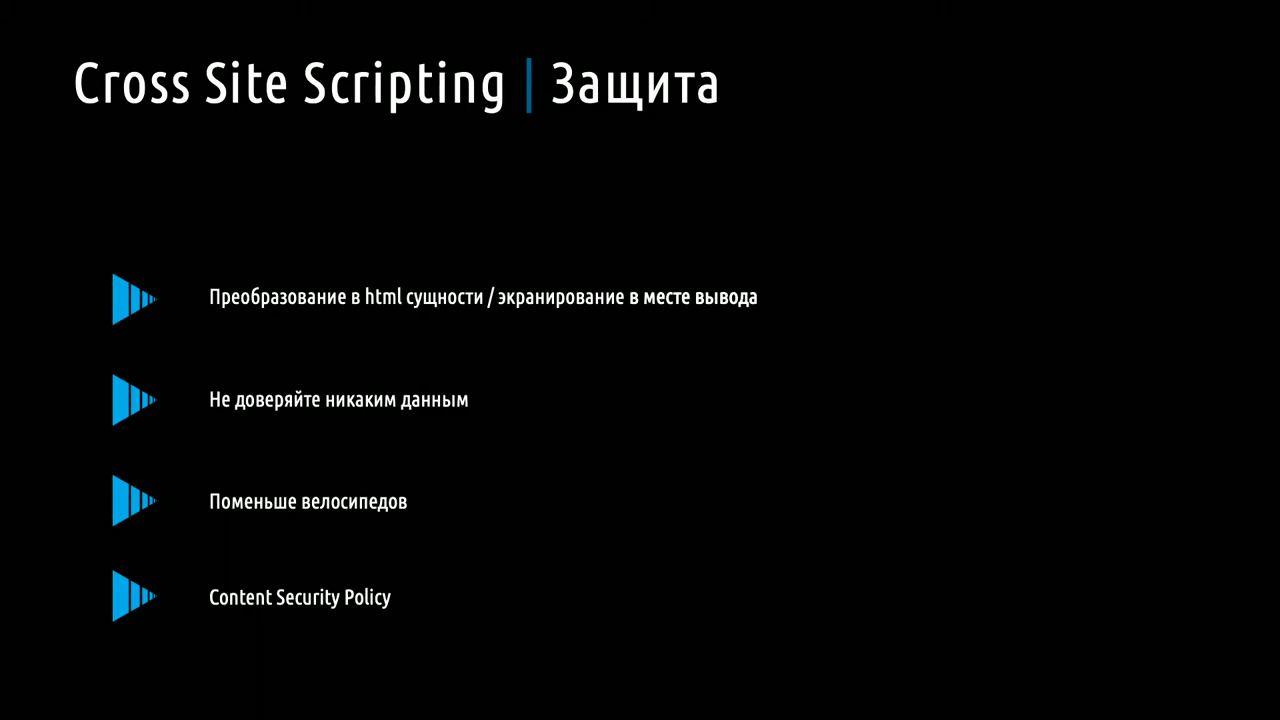 Cross Site Scripting | Защита
Преобразование в html сущности / экранирование в месте вывода
Не доверяйте никаким данным
Поменьше велосипедов
Content Security Policy